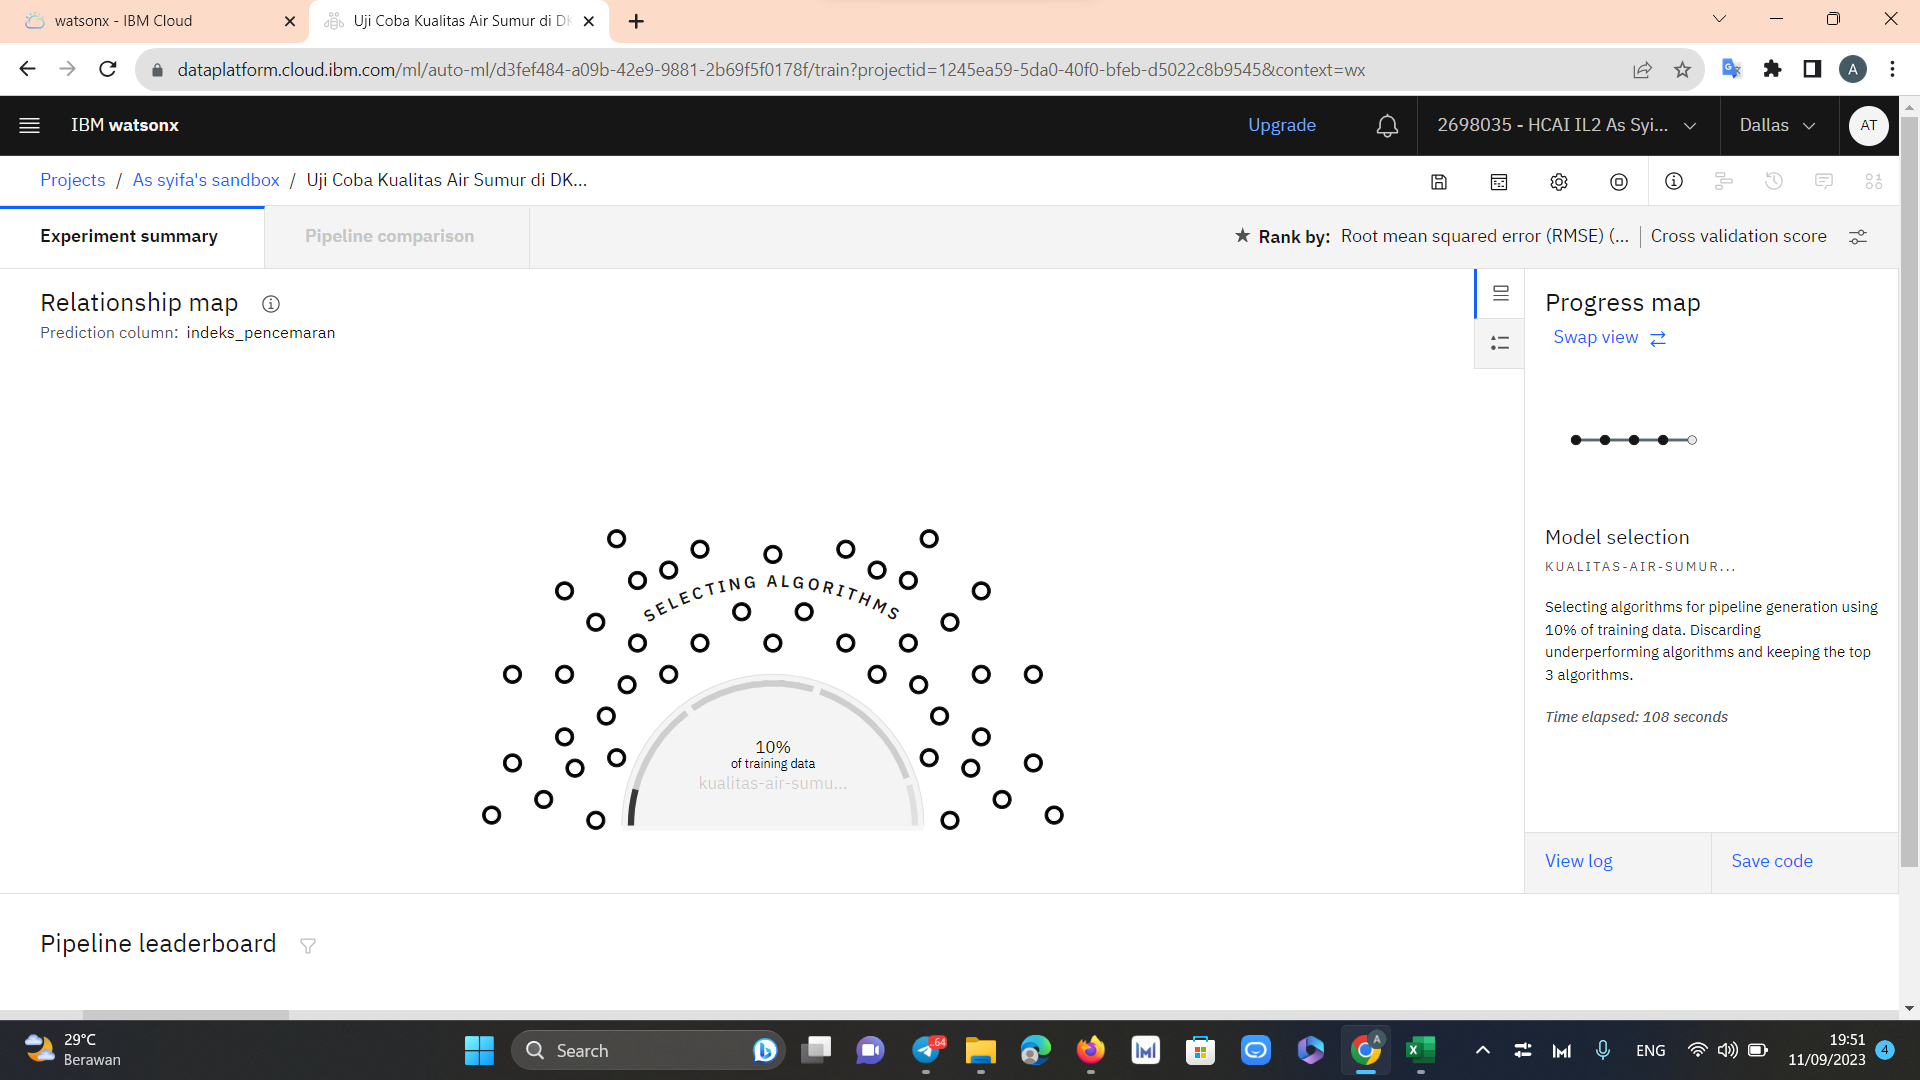 watsonx - IBM Cloud
Uji Coba Kualitas Air Sumur di DK
dataplatform.cloud.ibm.com/ml/auto-ml/d3fef484-a09b-42e9-9881-2b69f5f0178f/train?projectid=1245ea59-5da0-40f0-bfeb-d5022c8b9545&context=wx
A
IBM watsonx
Upgrade
2698035 - HCAI IL2 As Syi...
Dallas
AT
Projects / As syifa's sandbox / Uji Coba Kualitas Air Sumur di DK...
Experiment summary
Pipeline comparison
Rank by: Root mean squared error (RMSE) (... | Cross validation score
Relationship map
Prediction column: indeks_pencemaran
SELECTING ALGORITHMS
10%
of training data
kualitas-air-sumu...
Progress map
Swap view
Model selection
KUALITAS-AIR-SUMUR...
Selecting algorithms for pipeline generation using
10% of training data. Discarding
underperforming algorithms and keeping the top
3 algorithms.
Time elapsed: 108 seconds
View log
Save code
Pipeline leaderboard
29°C
Berawan
Search
..64
A
ENG
19:51
11/09/2023
4